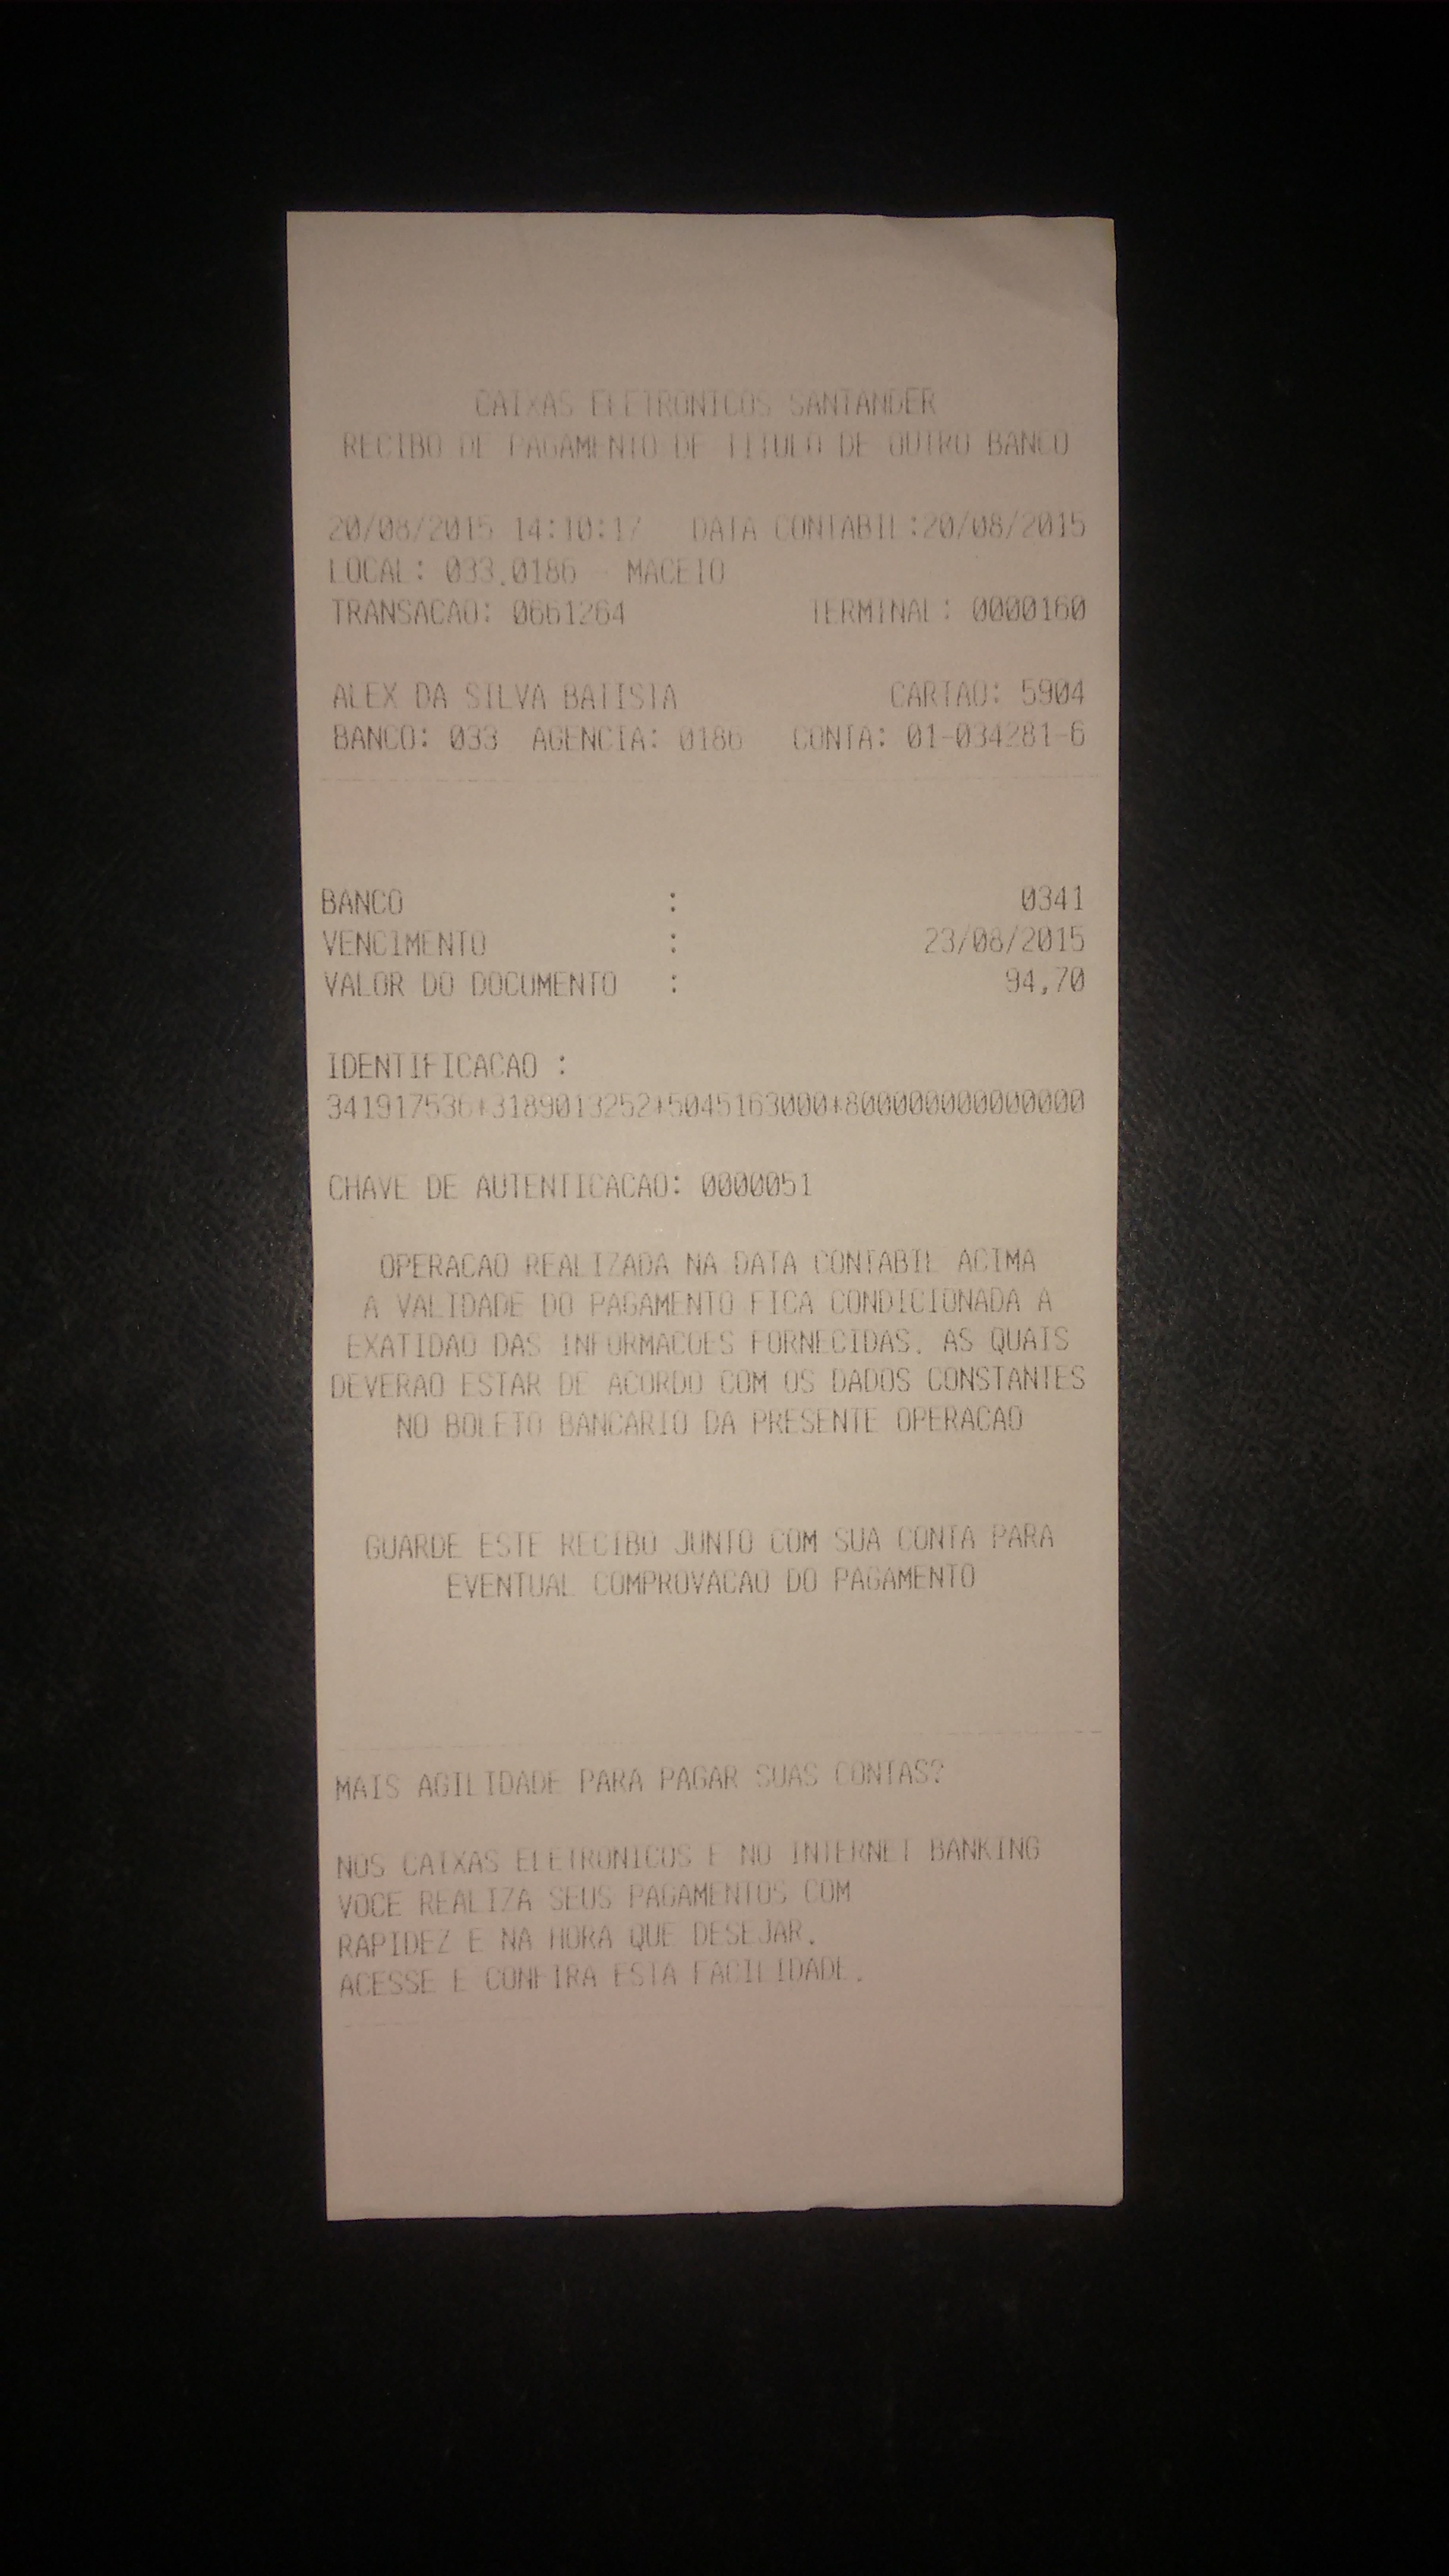 CAIXAS ELETRONICOS SANTANDER
RECIBO DE PAGAMENTO DE TITULO DE OUTRO BANCO
20/08/2015 14:10:17 DATA CONTABIL:20/08/2015
LOCAL: 033.0186 - MACEIO
TRANSACAO: 0661264 TERMINAL: 0000160
ALEX DA SILVA BATISTA CARTAO: 5904
BANCO: 033 AGENCIA: 0186 CONTA: 01-034281-6
BANCO : 0341
VENCIMENTO : 23/08/2015
VALOR DO DOCUMENTO : 94,70
IDENTIFICACAO :
341917536+3189013252+5045163000+800000000000000
CHAVE DE AUTENTICACAO: 0000051
OPERACAO REALIZADA NA DATA CONTABIL ACIMA
A VALIDADE DO PAGAMENTO FICA CONDICIONADA A
EXATIDAO DAS INFORMACOES FORNECIDAS. AS QUAIS
DEVERAO ESTAR DE ACORDO COM OS DADOS CONSTANTES
NO BOLETO BANCARIO DA PRESENTE OPERACAO
GUARDE ESTE RECIBO JUNTO COM SUA CONTA PARA
EVENTUAL COMPROVACAO DO PAGAMENTO
MAIS AGILIDADE PARA PAGAR SUAS CONTAS?
NOS CAIXAS ELETRONICOS E NO INTERNET BANKING
VOCE REALIZA SEUS PAGAMENTOS COM
RAPIDEZ E NA HORA QUE DESEJAR.
ACESSE E CONFIRA ESTA FACILIDADE.